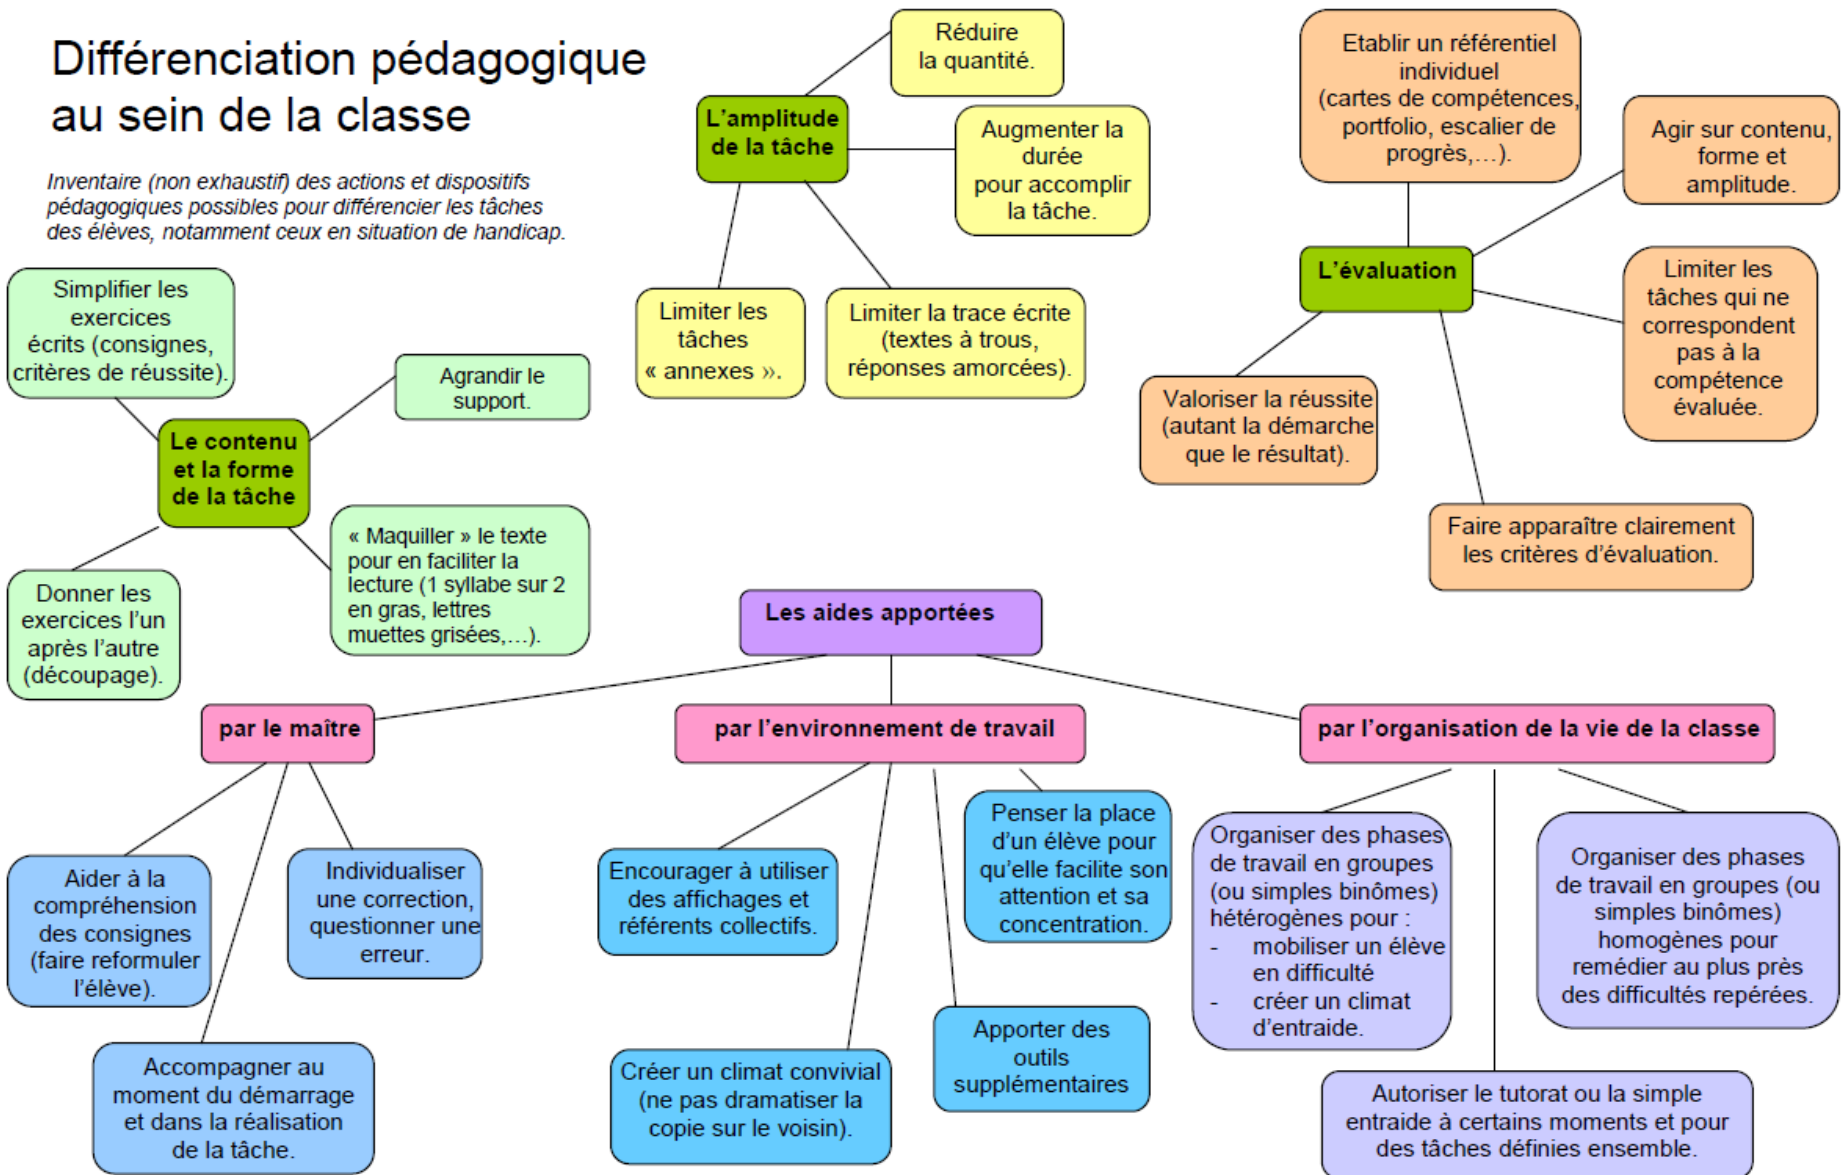 Différenciation pédagogique
au sein de la classe
Inventaire (non exhaustif) des actions et dispositifs
pédagogiques possibles pour différencier les tâches
des élèves, notamment ceux en situation de handicap.
L'amplitude
de la tâche
Réduire
la quantité.
Augmenter la
durée
pour accomplir
la tâche.
Limiter les
tâches
« annexes ».
Limiter la trace écrite
(textes à trous,
réponses amorcées).
L'évaluation
Etablir un référentiel
individuel
(cartes de compétences,
portfolio, escalier de
progrès,…).
Agir sur contenu,
forme et
amplitude.
Limiter les
tâches qui ne
correspondent
pas à la
compétence
évaluée.
Valoriser la réussite
(autant la démarche
que le résultat).
Faire apparaître clairement
les critères d'évaluation.
Le contenu
et la forme
de la tâche
Simplifier les
exercices
écrits (consignes,
critères de réussite).
Agrandir le
support.
« Maquiller » le texte
pour en faciliter la
lecture (1 syllabe sur 2
en gras, lettres
muettes grisées,…).
Donner les
exercices l'un
après l'autre
(découpage).
Les aides apportées
par le maître
Aider à la
compréhension
des consignes
(faire reformuler
l'élève).
Individualiser
une correction,
questionner une
erreur.
Accompagner au
moment du démarrage
et dans la réalisation
de la tâche.
par l'environnement de travail
Encourager à utiliser
des affichages et
référents collectifs.
Penser la place
d'un élève pour
qu'elle facilite son
attention et sa
concentration.
Créer un climat convivial
(ne pas dramatiser la
copie sur le voisin).
Apporter des
outils
supplémentaires
par l'organisation de la vie de la classe
Organiser des phases
de travail en groupes
(ou simples binômes)
hétérogènes pour :
- mobiliser un élève
en difficulté
- créer un climat
d'entraide.
Organiser des phases
de travail en groupes (ou
simples binômes)
homogènes pour
remédier au plus près
des difficultés repérées.
Autoriser le tutorat ou la simple
entraide à certains moments et pour
des tâches définies ensemble.